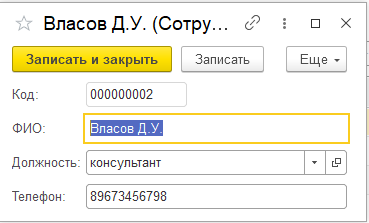 Власов Д.У. (Сотру...
Записать и закрыть Записать Еще
Код: 000000002
ФИО: Власов Д.У.
Должность: консультант
Телефон: 89673456798